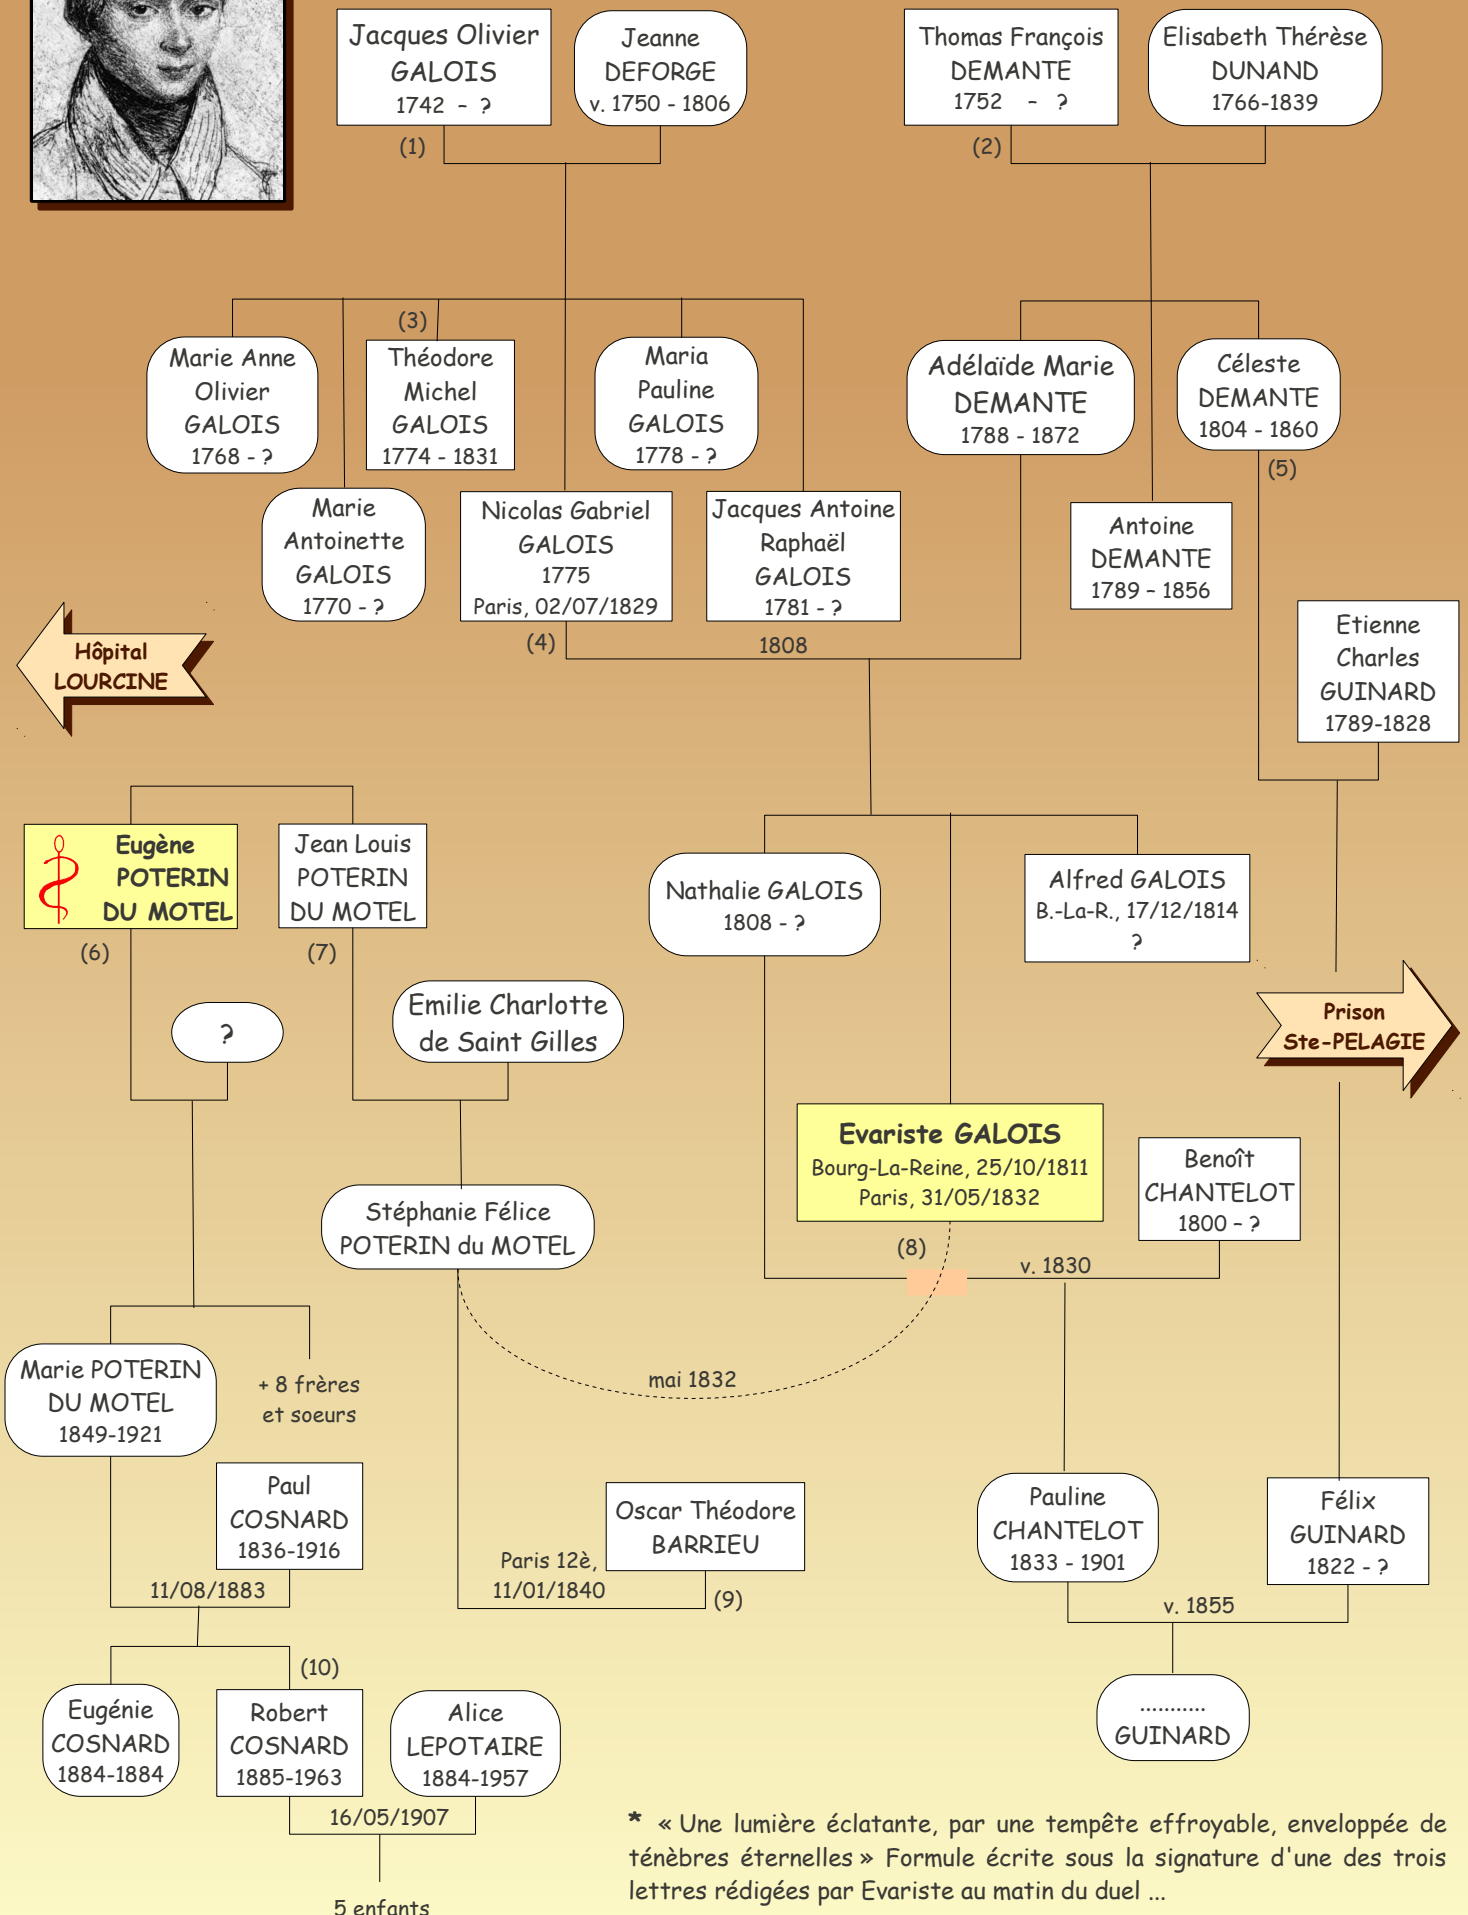 Jacques Olivier
GALOIS
1742 - ?
Jeanne
DEFORGE
v. 1750 - 1806
Thomas François
DEMANTE
1752 - ?
Elisabeth Thérèse
DUNAND
1766-1839
(1)
(2)
(3)
Marie Anne
Olivier
GALOIS
1768 - ?
Théodore
Michel
GALOIS
1774 - 1831
Maria
Pauline
GALOIS
1778 - ?
Adélaïde Marie
DEMANTE
1788 - 1872
Céleste
DEMANTE
1804 - 1860
(5)
Marie
Antoinette
GALOIS
1770 - ?
Nicolas Gabriel
GALOIS
1775
Paris, 02/07/1829
(4)
Jacques Antoine
Raphaël
GALOIS
1781 - ?
1808
Antoine
DEMANTE
1789 – 1856
Etienne
Charles
GUINARD
1789-1828
Hôpital
LOURCINE
Eugène
POTERIN
DU MOTEL
(6)
Jean Louis
POTERIN
DU MOTEL
(7)
Nathalie GALOIS
1808 - ?
Alfred GALOIS
B.-La-R., 17/12/1814
?
?
Emilie Charlotte
de Saint Gilles
Prison
Ste-PELAGIE
Evariste GALOIS
Bourg-La-Reine, 25/10/1811
Paris, 31/05/1832
(8)
Benoît
CHANTELOT
1800 – ?
v. 1830
Stéphanie Félice
POTERIN du MOTEL
mai 1832
Marie POTERIN
DU MOTEL
1849-1921
+ 8 frères
et soeurs
Paul
COSNARD
1836-1916
11/08/1883
Oscar Théodore
BARRIEU
Paris 12è,
11/01/1840
(9)
Pauline
CHANTELOT
1833 - 1901
Félix
GUINARD
1822 - ?
v. 1855
(10)
Eugénie
COSNARD
1884-1884
Robert
COSNARD
1885-1963
Alice
LEPOTAIRE
1884-1957
16/05/1907
...........
GUINARD
5 enfants
* « Une lumière éclatante, par une tempête effroyable, enveloppée de
ténèbres éternelles » Formule écrite sous la signature d'une des trois
lettres rédigées par Evariste au matin du duel ...